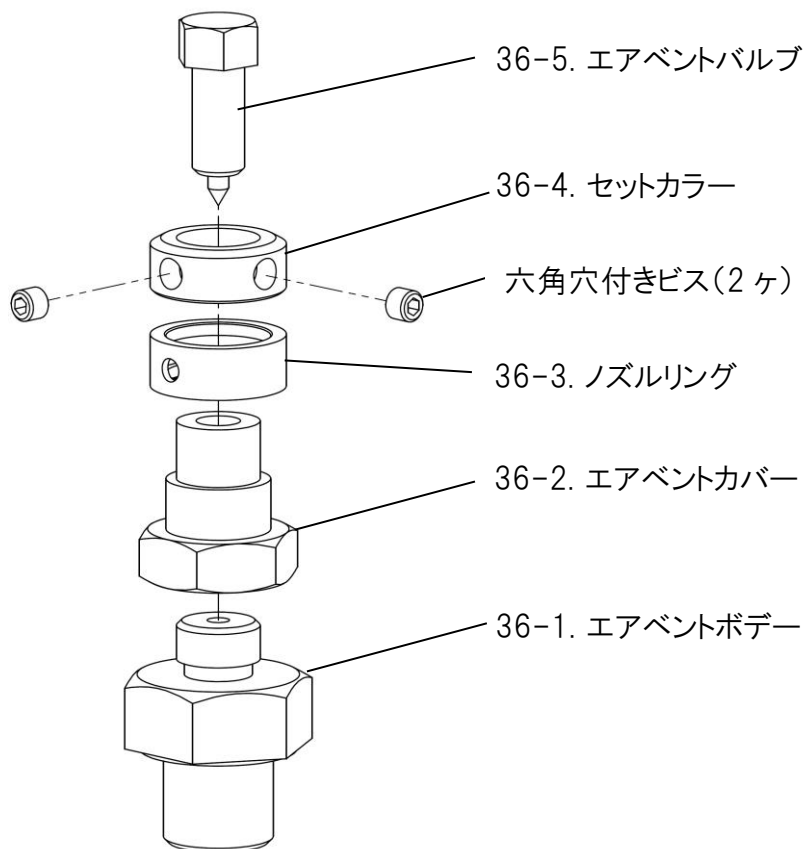 36-5. エアベントバルブ
36-4. セットカラー
六角穴付きビス(2 ヶ)
36-3. ノズルリング
36-2. エアベントカバー
36-1. エアベントボデー